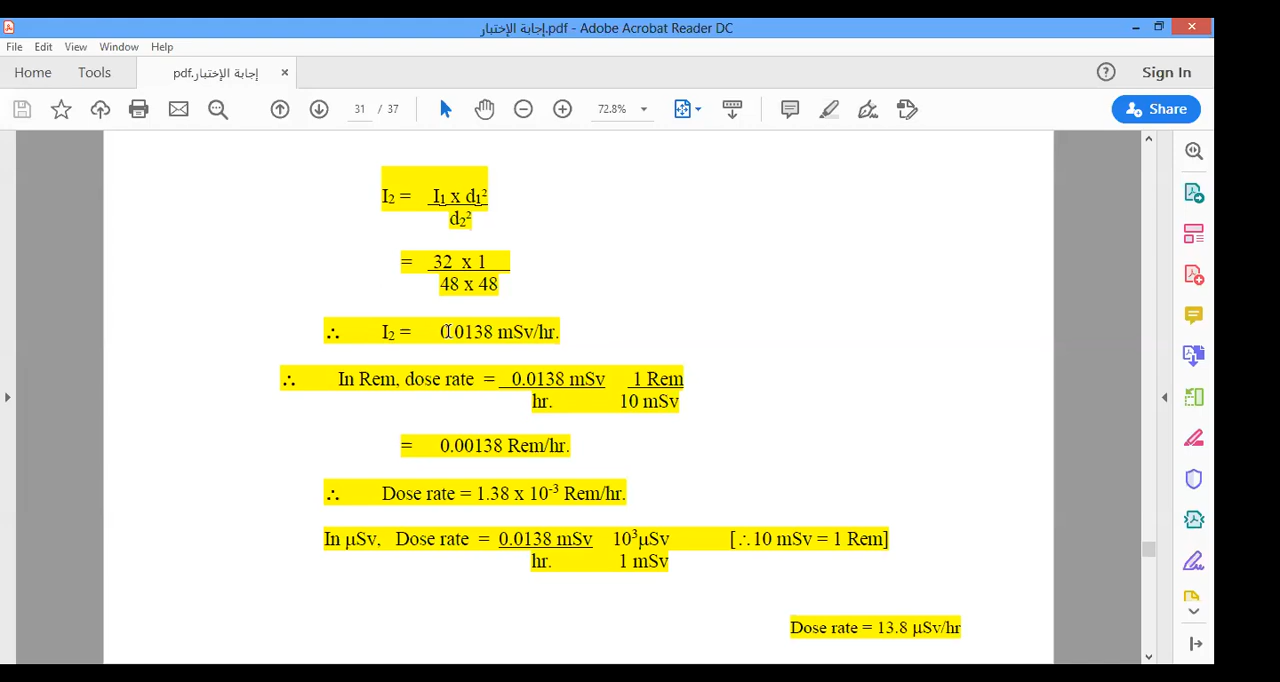 إجابة الإختبار.pdf - Adobe Acrobat Reader DC
File Edit View Window Help
Home Tools إجابة الإختبار.pdf × Sign In
31 / 37 72.8% Share
I₂ = I₁ x d₁²
d₂²
= 32 x 1
48 x 48
∴ I₂ = 0.0138 mSv/hr.
∴ In Rem, dose rate = 0.0138 mSv 1 Rem
hr. 10 mSv
= 0.00138 Rem/hr.
∴ Dose rate = 1.38 x 10⁻³ Rem/hr.
In μSv, Dose rate = 0.0138 mSv 10³μSv [∴10 mSv = 1 Rem]
hr. 1 mSv
Dose rate = 13.8 μSv/hr